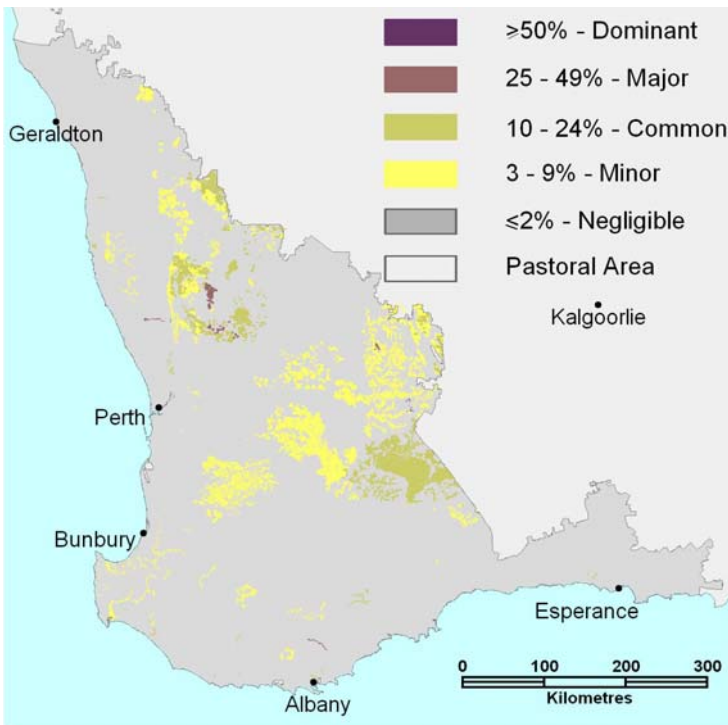 ≥50% - Dominant
25 - 49% - Major
10 - 24% - Common
3 - 9% - Minor
≤2% - Negligible
Pastoral Area
Geraldton
Kalgoorlie
Perth
Bunbury
Esperance
Albany
0 100 200 300
Kilometres